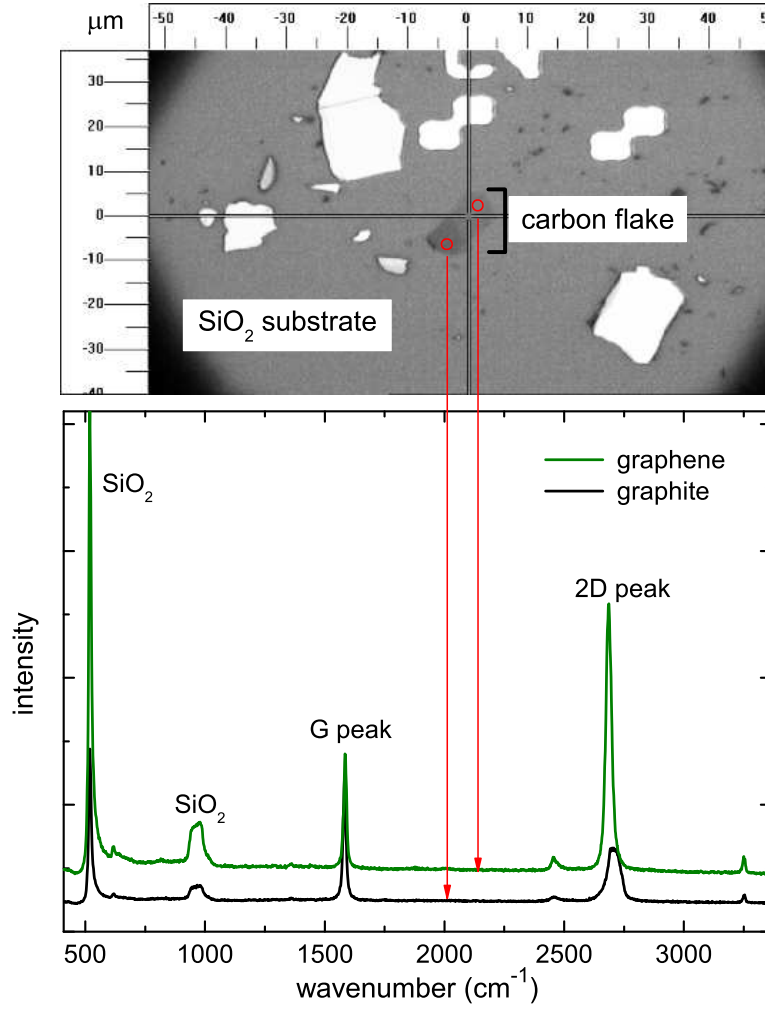 μm
-50 -40 -30 -20 -10 0 10 20 30 40 5
30
20
10
0
-10
-20
-30
-40
carbon flake
SiO₂ substrate
graphene
graphite
SiO₂
2D peak
G peak
SiO₂
intensity
500 1000 1500 2000 2500 3000
wavenumber (cm⁻¹)